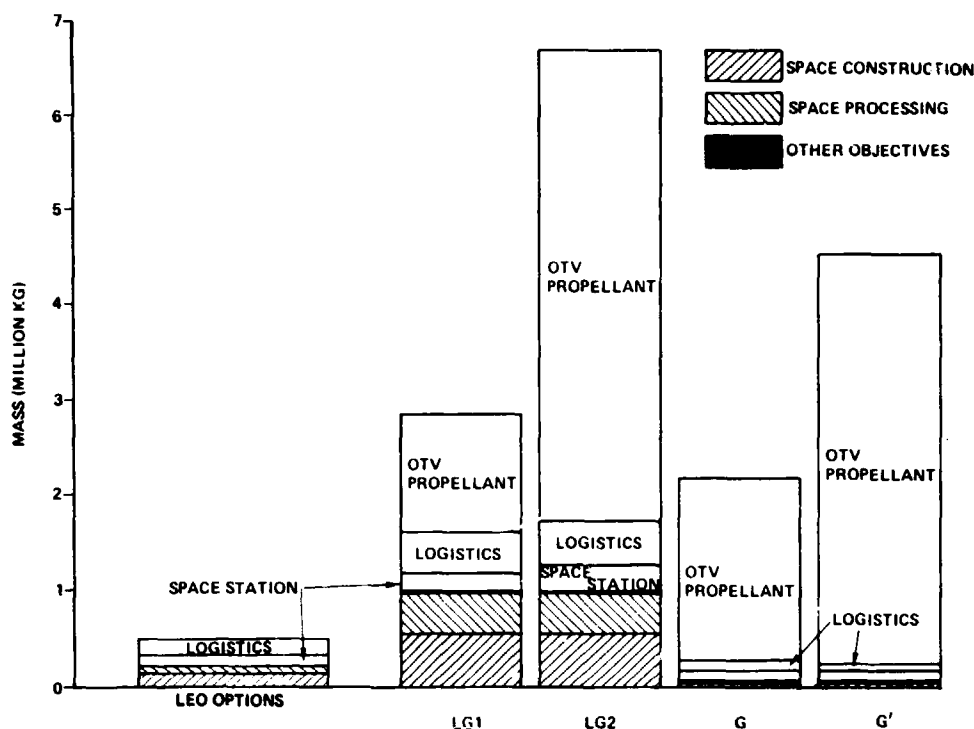 7
6
5
4
3
2
1
0
MASS (MILLION KG)
SPACE CONSTRUCTION
SPACE PROCESSING
OTHER OBJECTIVES
OTV
PROPELLANT
OTV
PROPELLANT
OTV
PROPELLANT
OTV
PROPELLANT
LOGISTICS
LOGISTICS
SPACE
STATION
SPACE STATION
LOGISTICS
LOGISTICS
LEO OPTIONS
LG1
LG2
G
G'